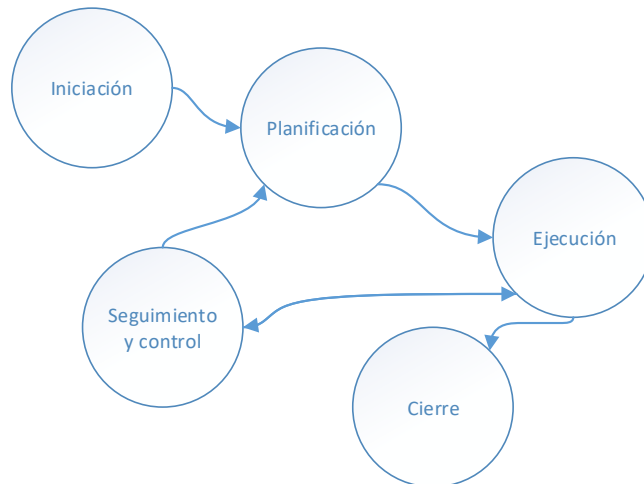 Iniciación
Planificación
Ejecución
Seguimiento
y control
Cierre